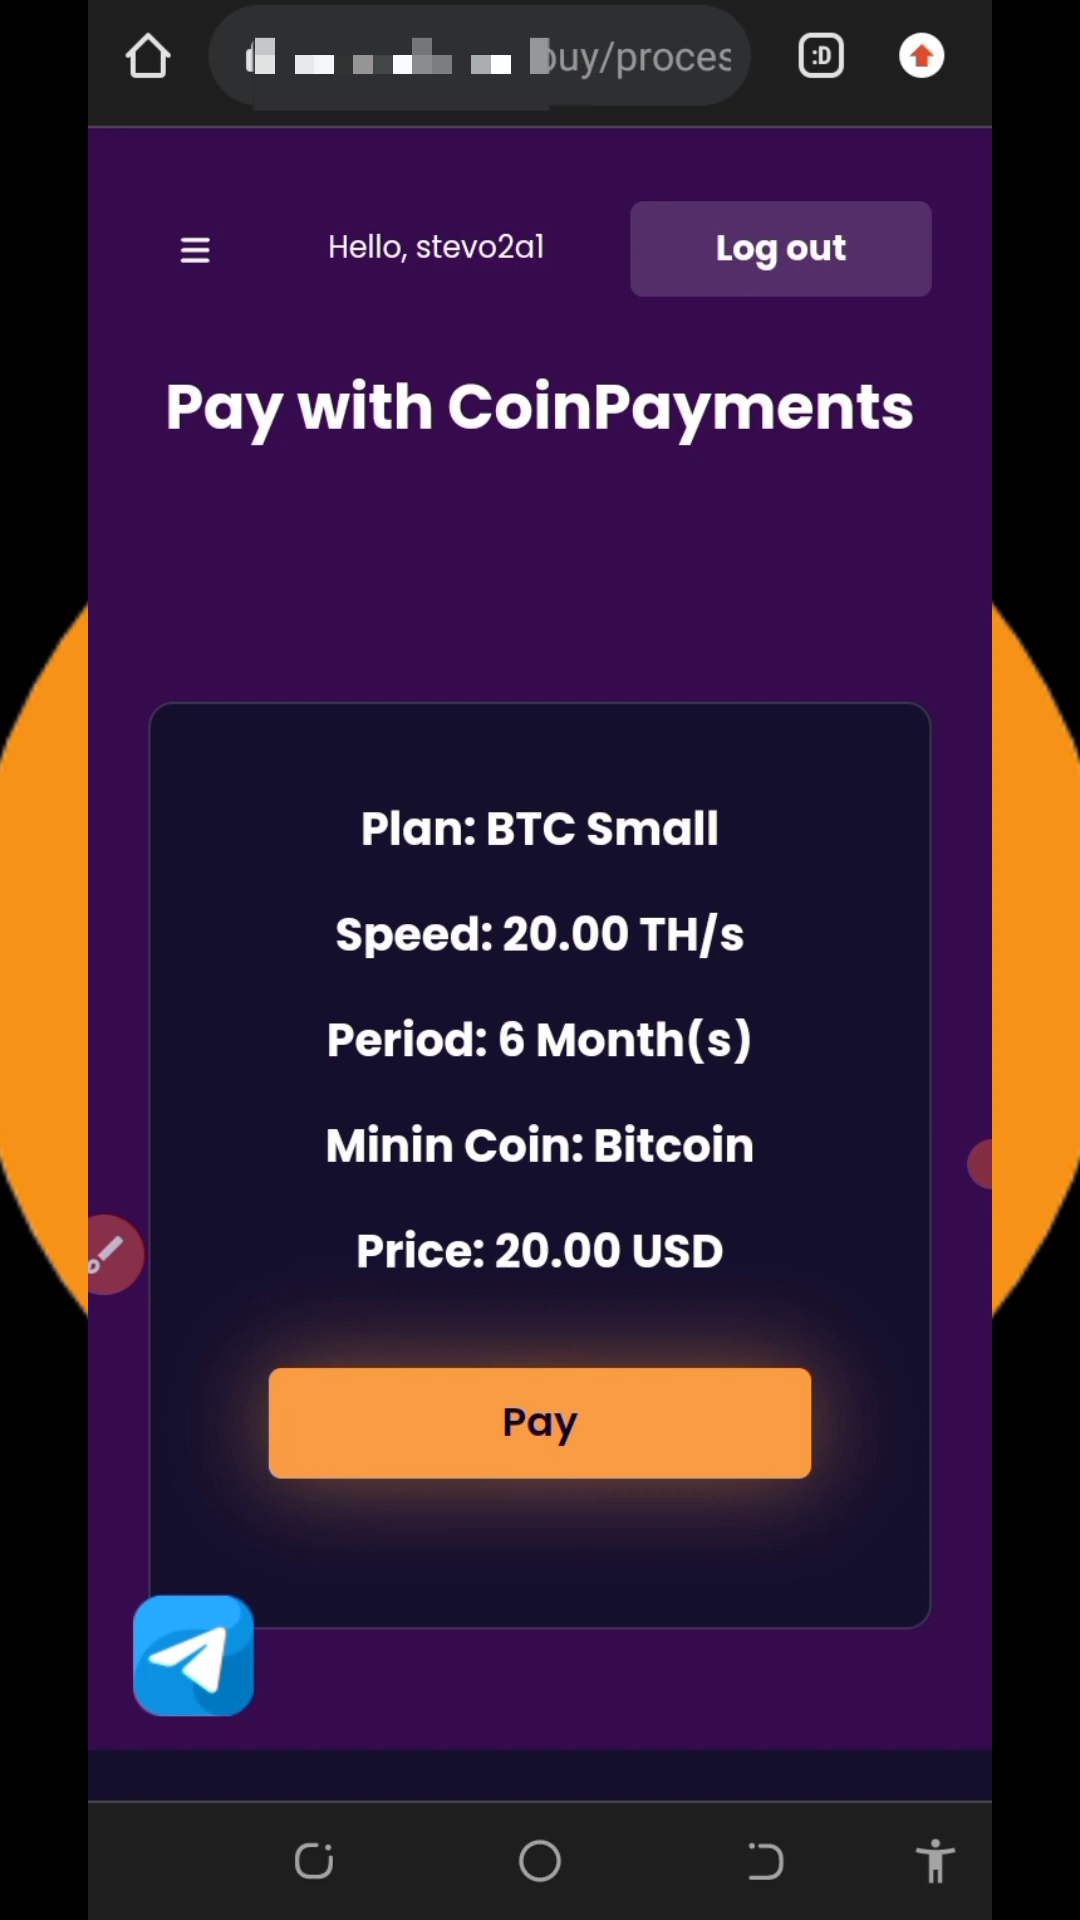 buy/proces
:D
Hello, stevo2a1
Log out
Pay with CoinPayments
Plan: BTC Small
Speed: 20.00 TH/s
Period: 6 Month(s)
Minin Coin: Bitcoin
Price: 20.00 USD
Pay